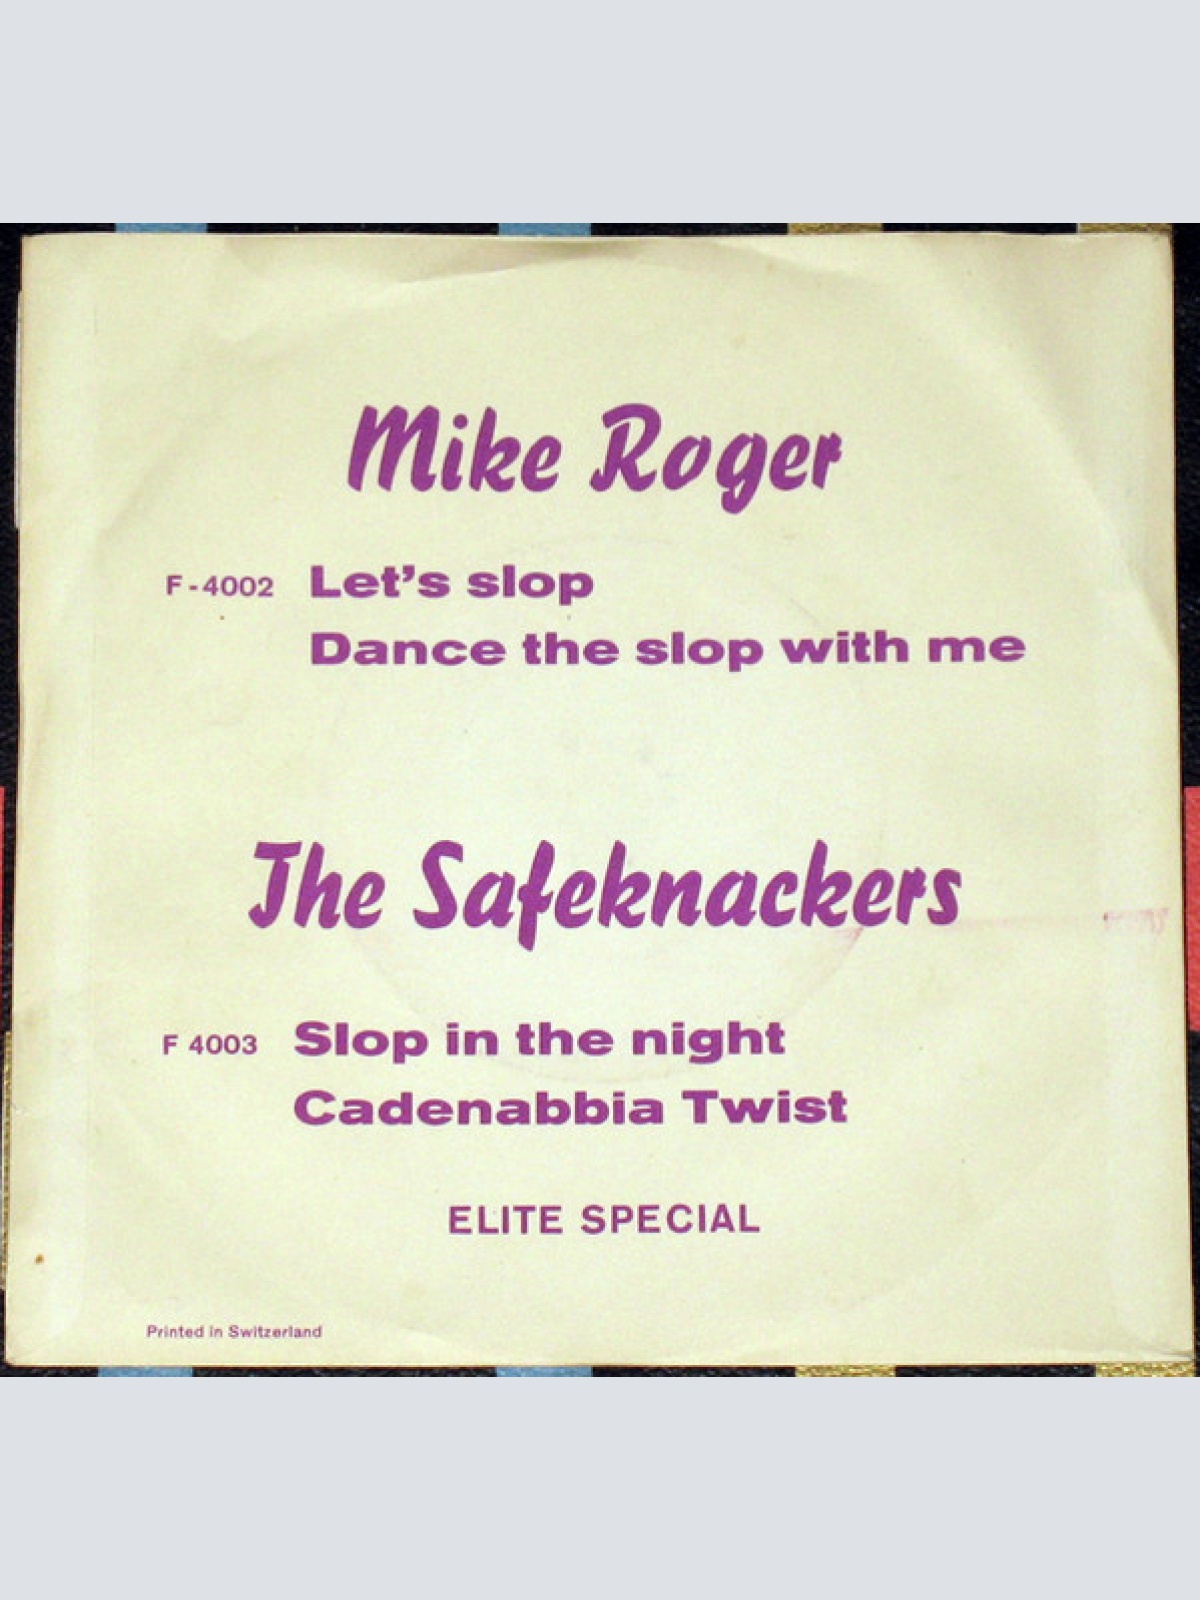 Mike Roger
F-4002 Let's slop
Dance the slop with me
The Safeknackers
F 4003 Slop in the night
Cadenabbia Twist
ELITE SPECIAL
Printed in Switzerland